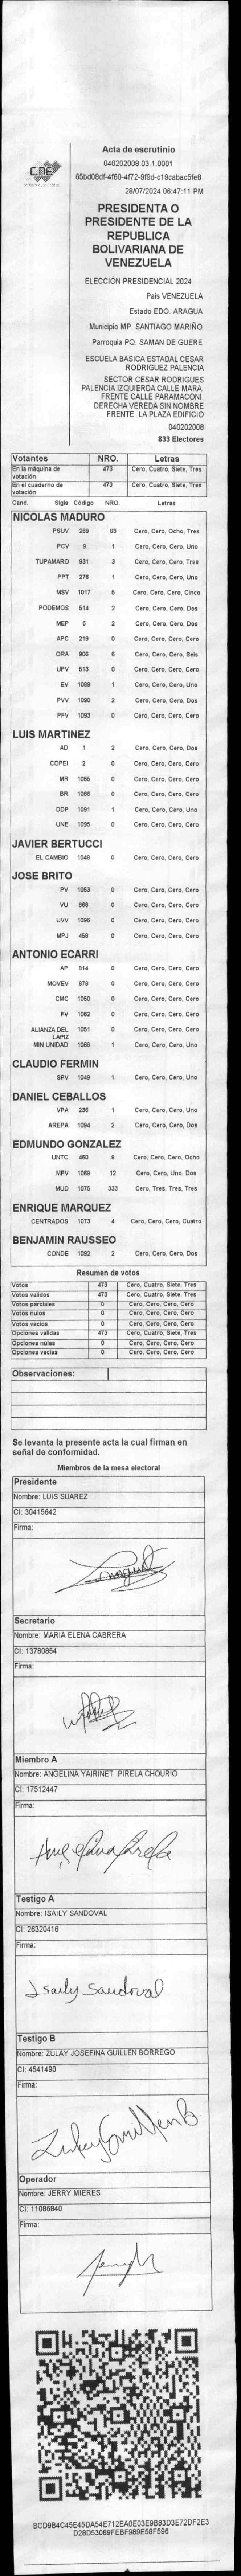 CNE
Acta de escrutinio
040202008.03.1.0001
65bd08df-4f60-4f72-9f9d-c19cabac5fe8
28/07/2024 06:47:11 PM
PRESIDENTA O
PRESIDENTE DE LA
REPUBLICA
BOLIVARIANA DE
VENEZUELA
ELECCIÓN PRESIDENCIAL 2024
País VENEZUELA
Estado EDO. ARAGUA
Municipio MP. SANTIAGO MARIÑO
Parroquia PQ. SAMAN DE GUERE
ESCUELA BASICA ESTADAL CESAR
RODRIGUEZ PALENCIA
SECTOR CESAR RODRIGUES
PALENCIA IZQUIERDA CALLE MARA.
FRENTE CALLE PARAMACONI.
DERECHA VEREDA SIN NOMBRE
FRENTE LA PLAZA EDIFICIO
040202008
833 Electores
Votantes NRO. Letras
En la máquina de votación 473 Cero, Cuatro, Siete, Tres
En el cuaderno de votación 473 Cero, Cuatro, Siete, Tres
Cand. Sigla Código NRO. Letras
NICOLAS MADURO
PSUV 269 83 Cero, Cero, Ocho, Tres
PCV 9 1 Cero, Cero, Cero, Uno
TUPAMARO 931 3 Cero, Cero, Cero, Tres
PPT 276 1 Cero, Cero, Cero, Uno
MSV 1017 5 Cero, Cero, Cero, Cinco
PODEMOS 514 2 Cero, Cero, Cero, Dos
MEP 6 2 Cero, Cero, Cero, Dos
APC 219 0 Cero, Cero, Cero, Cero
ORA 906 6 Cero, Cero, Cero, Seis
UPV 613 0 Cero, Cero, Cero, Cero
EV 1089 1 Cero, Cero, Cero, Uno
PVV 1090 2 Cero, Cero, Cero, Dos
PFV 1093 0 Cero, Cero, Cero, Cero
LUIS MARTINEZ
AD 1 2 Cero, Cero, Cero, Dos
COPEI 2 0 Cero, Cero, Cero, Cero
MR 1065 0 Cero, Cero, Cero, Cero
BR 1066 0 Cero, Cero, Cero, Cero
DDP 1091 1 Cero, Cero, Cero, Uno
UNE 1095 0 Cero, Cero, Cero, Cero
JAVIER BERTUCCI
EL CAMBIO 1048 0 Cero, Cero, Cero, Cero
JOSE BRITO
PV 1053 0 Cero, Cero, Cero, Cero
VU 868 0 Cero, Cero, Cero, Cero
UVV 1096 0 Cero, Cero, Cero, Cero
MPJ 459 0 Cero, Cero, Cero, Cero
ANTONIO ECARRI
AP 814 0 Cero, Cero, Cero, Cero
MOVEV 879 0 Cero, Cero, Cero, Cero
CMC 1050 0 Cero, Cero, Cero, Cero
FV 1062 0 Cero, Cero, Cero, Cero
ALIANZA DEL LAPIZ 1051 0 Cero, Cero, Cero, Cero
MIN UNIDAD 1068 1 Cero, Cero, Cero, Uno
CLAUDIO FERMIN
SPV 1049 1 Cero, Cero, Cero, Uno
DANIEL CEBALLOS
VPA 236 1 Cero, Cero, Cero, Uno
AREPA 1094 2 Cero, Cero, Cero, Dos
EDMUNDO GONZALEZ
UNTC 460 8 Cero, Cero, Cero, Ocho
MPV 1069 12 Cero, Cero, Uno, Dos
MUD 1075 333 Cero, Tres, Tres, Tres
ENRIQUE MARQUEZ
CENTRADOS 1073 4 Cero, Cero, Cero, Cuatro
BENJAMIN RAUSSEO
CONDE 1092 2 Cero, Cero, Cero, Dos
Resumen de votos
Votos 473 Cero, Cuatro, Siete, Tres
Votos validos 473 Cero, Cuatro, Siete, Tres
Votos parciales 0 Cero, Cero, Cero, Cero
Votos nulos 0 Cero, Cero, Cero, Cero
Votos vacíos 0 Cero, Cero, Cero, Cero
Opciones validas 473 Cero, Cuatro, Siete, Tres
Opciones nulas 0 Cero, Cero, Cero, Cero
Opciones vacías 0 Cero, Cero, Cero, Cero
Observaciones:
Se levanta la presente acta la cual firman en
señal de conformidad.
Miembros de la mesa electoral
Presidente
Nombre: LUIS SUAREZ
CI: 30415642
Firma:
Secretario
Nombre: MARIA ELENA CABRERA
CI: 13780854
Firma:
Miembro A
Nombre: ANGELINA YAIRINET PIRELA CHOURIO
CI: 17512447
Firma:
Angelina Pirela
Testigo A
Nombre: ISAILY SANDOVAL
CI: 26320416
Firma:
Isaily Sandoval
Testigo B
Nombre: ZULAY JOSEFINA GUILLEN BORREGO
CI: 4541490
Firma:
Zulay Guillen B.
Operador
Nombre: JERRY MIERES
CI: 11086840
Firma:
BCD9B4C45E45DA54E712EA0E03E9B83D3E72DF2E3
D28D53089FEBF989E58F596